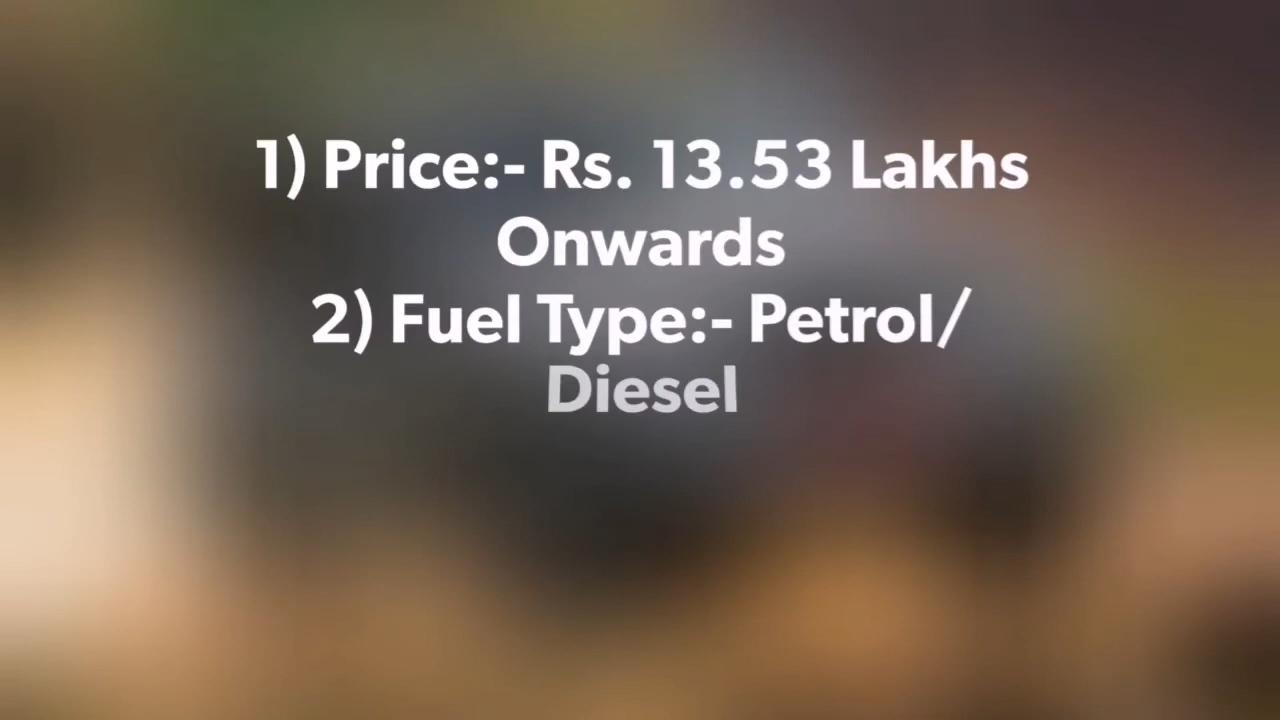 1) Price:- Rs. 13.53 Lakhs
Onwards
2) Fuel Type:- Petrol/
Diesel